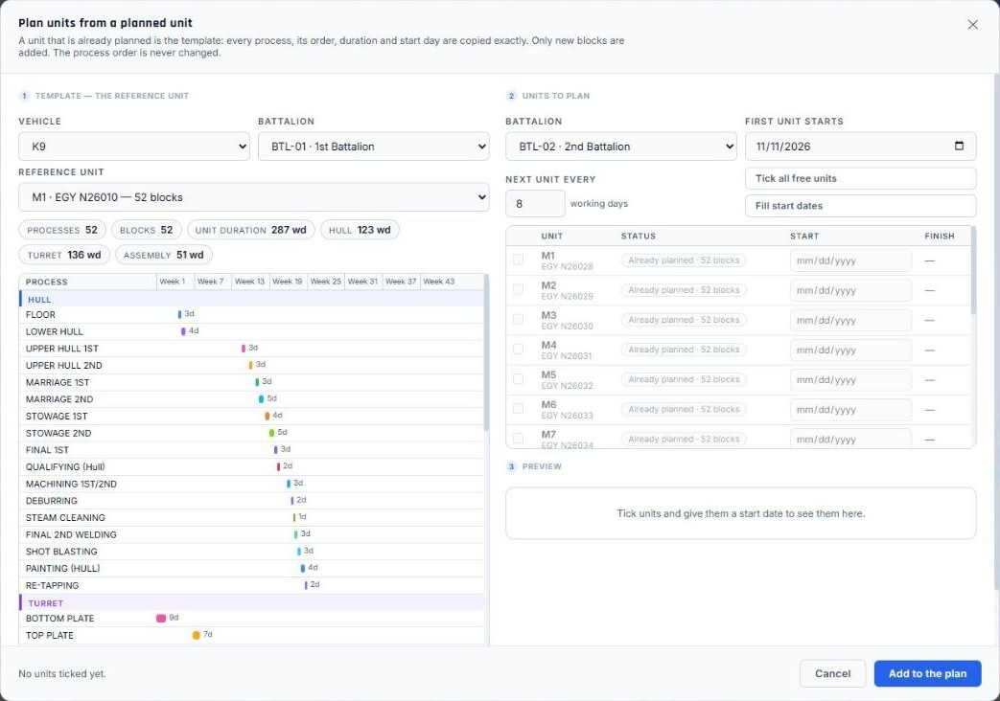 Plan units from a planned unit
A unit that is already planned is the template: every process, its order, duration and start day are copied exactly. Only new blocks are
added. The process order is never changed.
1 TEMPLATE — THE REFERENCE UNIT
VEHICLE
BATTALION
K9
BTL-01 · 1st Battalion
REFERENCE UNIT
M1 · EGY N26010 — 52 blocks
PROCESSES 52
BLOCKS 52
UNIT DURATION 287 wd
HULL 123 wd
TURRET 136 wd
ASSEMBLY 51 wd
PROCESS Week 1 Week 7 Week 13 Week 19 Week 25 Week 31 Week 37 Week 43
HULL
FLOOR 3d
LOWER HULL 4d
UPPER HULL 1ST 3d
UPPER HULL 2ND 3d
MARRIAGE 1ST 3d
MARRIAGE 2ND 5d
STOWAGE 1ST 4d
STOWAGE 2ND 5d
FINAL 1ST 3d
QUALIFYING (Hull) 2d
MACHINING 1ST/2ND 3d
DEBURRING 2d
STEAM CLEANING 1d
FINAL 2ND WELDING 3d
SHOT BLASTING 3d
PAINTING (HULL) 4d
RE-TAPPING 2d
TURRET
BOTTOM PLATE 9d
TOP PLATE 7d
2 UNITS TO PLAN
BATTALION
FIRST UNIT STARTS
BTL-02 · 2nd Battalion
11/11/2026
NEXT UNIT EVERY
Tick all free units
8 working days
Fill start dates
UNIT STATUS START FINISH
M1
EGY N26028
Already planned · 52 blocks mm/dd/yyyy —
M2
EGY N26029
Already planned · 52 blocks mm/dd/yyyy —
M3
EGY N26030
Already planned · 52 blocks mm/dd/yyyy —
M4
EGY N26031
Already planned · 52 blocks mm/dd/yyyy —
M5
EGY N26032
Already planned · 52 blocks mm/dd/yyyy —
M6
EGY N26033
Already planned · 52 blocks mm/dd/yyyy —
M7
EGY N26034
Already planned · 52 blocks mm/dd/yyyy —
3 PREVIEW
Tick units and give them a start date to see them here.
No units ticked yet.
Cancel
Add to the plan